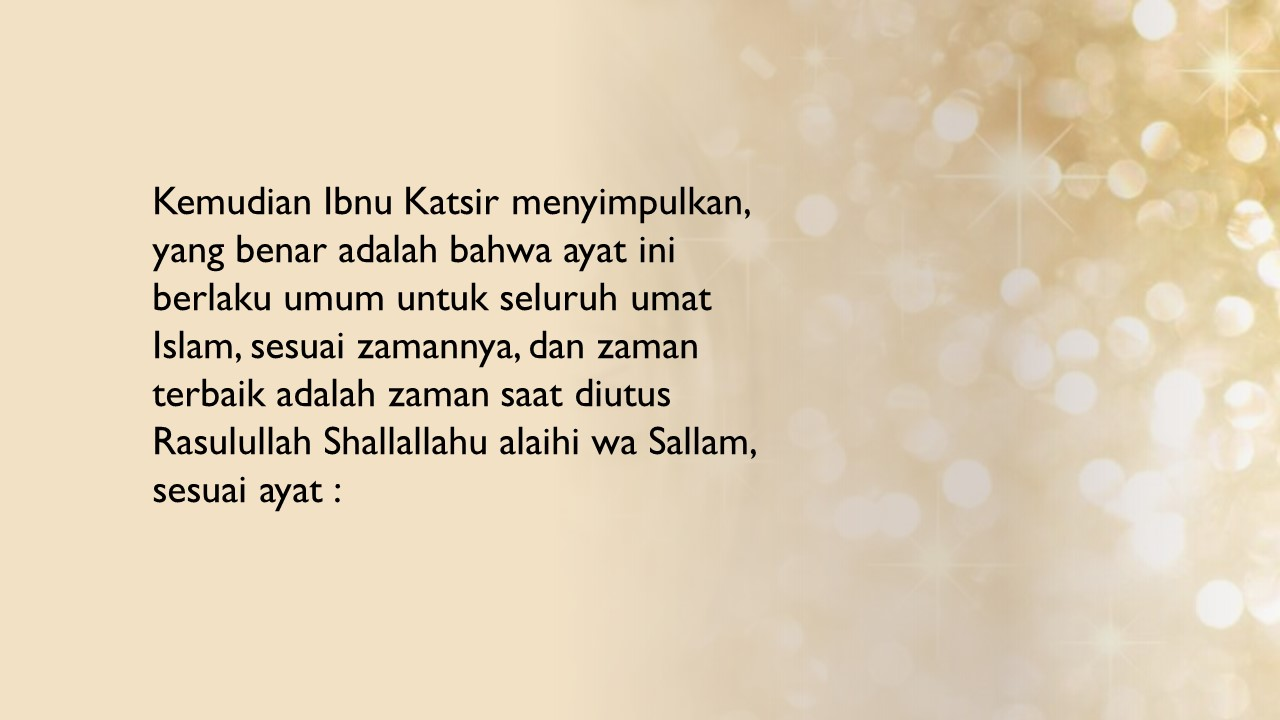 Kemudian Ibnu Katsir menyimpulkan,
yang benar adalah bahwa ayat ini
berlaku umum untuk seluruh umat
Islam, sesuai zamannya, dan zaman
terbaik adalah zaman saat diutus
Rasulullah Shallallahu alaihi wa Sallam,
sesuai ayat :